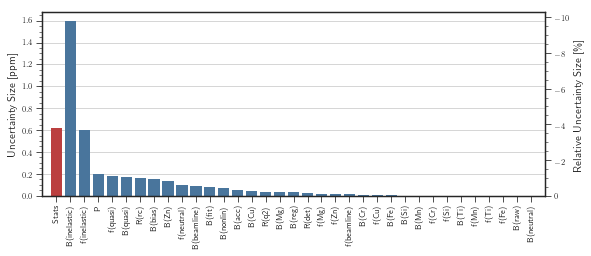 Uncertainty Size [ppm]
1.6
1.4
1.2
1.0
0.8
0.6
0.4
0.2
0.0
−10
−8
−6
−4
−2
0
Relative Uncertainty Size [%]
Stats
B(inelastic)
f(inelastic)
P
f(quasi)
B(quasi)
R(rc)
B(bias)
B(Zn)
f(neutral)
B(beamline)
B(fit)
B(nonlin)
B(acc)
B(Cu)
R(q2)
B(Mg)
B(reg)
R(det)
f(Mg)
f(Zn)
f(beamline)
B(Cr)
f(Cu)
B(Fe)
B(Si)
B(Mn)
f(Cr)
f(Si)
B(Ti)
f(Mn)
f(Ti)
f(Fe)
B(raw)
B(neutral)